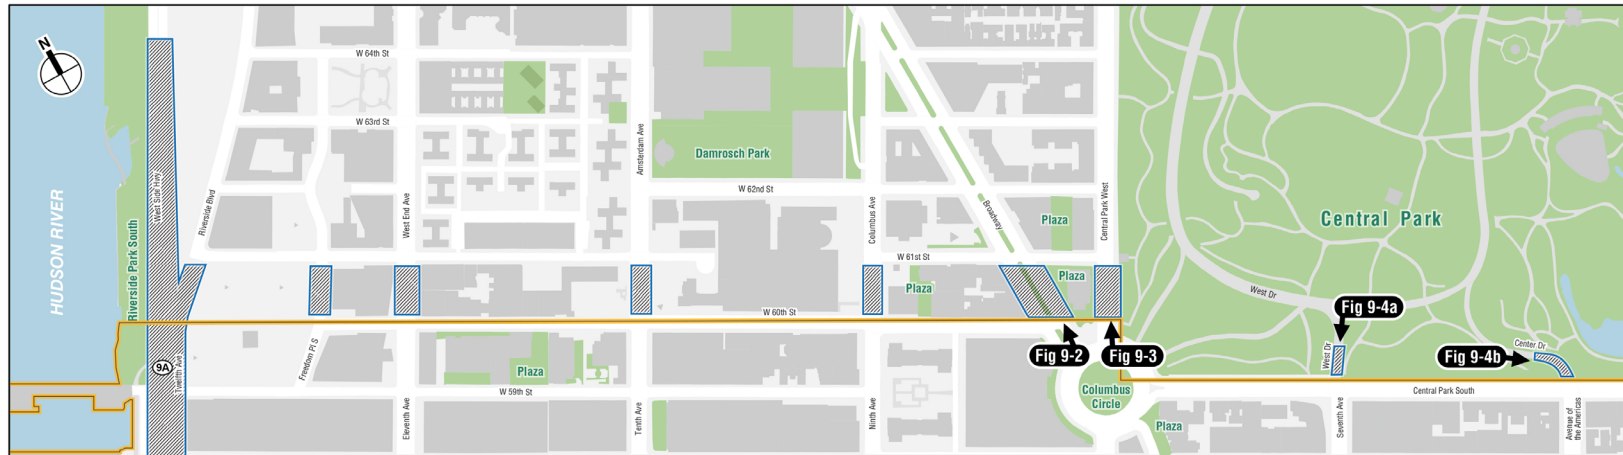 N
W 64th St
W 63rd St
Amsterdam Ave
Damrosch Park
HUDSON RIVER
Riverside Park South
West Side Hwy
Riverside Blvd
West End Ave
W 62nd St
Columbus Ave
Broadway
Plaza
Central Park West
Central Park
W 61st St
Plaza
Plaza
West Dr
Fig 9-4a
W 60th St
Fig 9-2
Fig 9-3
West Dr
Center Dr
Fig 9-4b
9A
Twelfth Ave
Freedom Pl S
Plaza
W 59th St
Columbus
Circle
Central Park South
Eleventh Ave
Tenth Ave
Ninth Ave
Plaza
Seventh Ave
Avenue of
the Americas